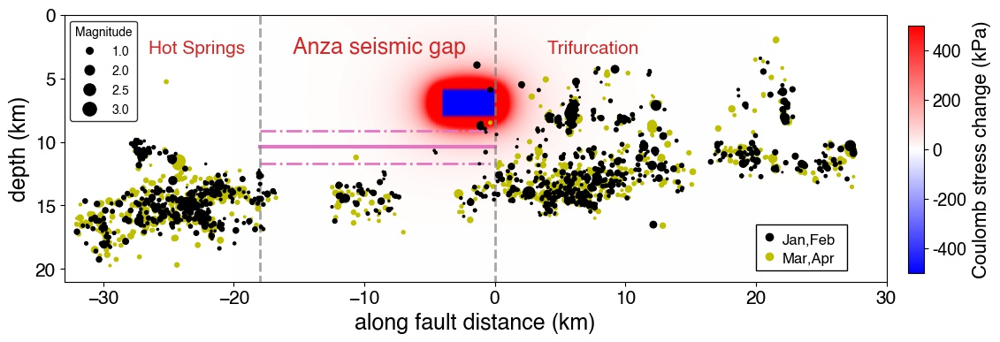 Magnitude
1.0
2.0
2.5
3.0
Hot Springs
Anza seismic gap
Trifurcation
0
5
10
15
20
depth (km)
−30
−20
−10
0
10
20
30
along fault distance (km)
Jan,Feb
Mar,Apr
400
200
0
-200
-400
Coulomb stress change (kPa)